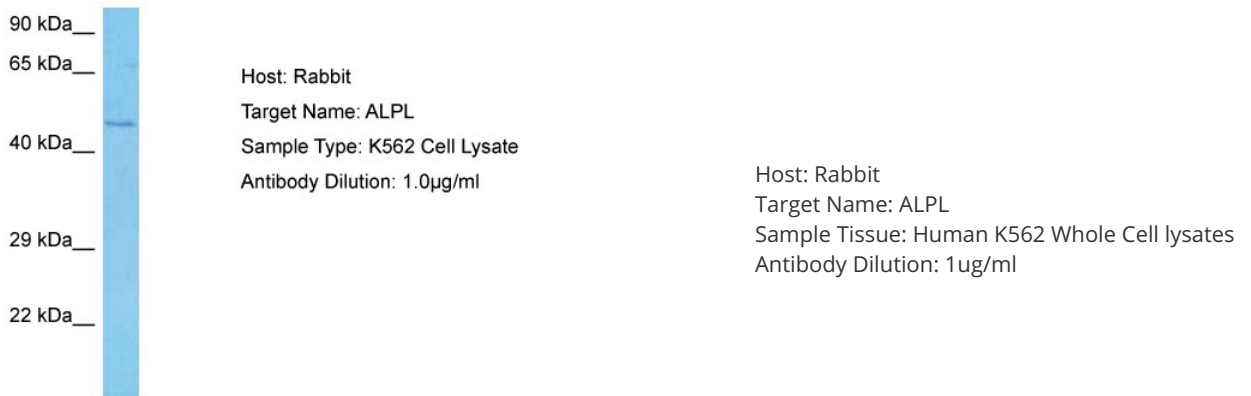 90 kDa__
65 kDa__
40 kDa__
29 kDa__
22 kDa__
Host: Rabbit
Target Name: ALPL
Sample Type: K562 Cell Lysate
Antibody Dilution: 1.0µg/ml
Host: Rabbit
Target Name: ALPL
Sample Tissue: Human K562 Whole Cell lysates
Antibody Dilution: 1ug/ml